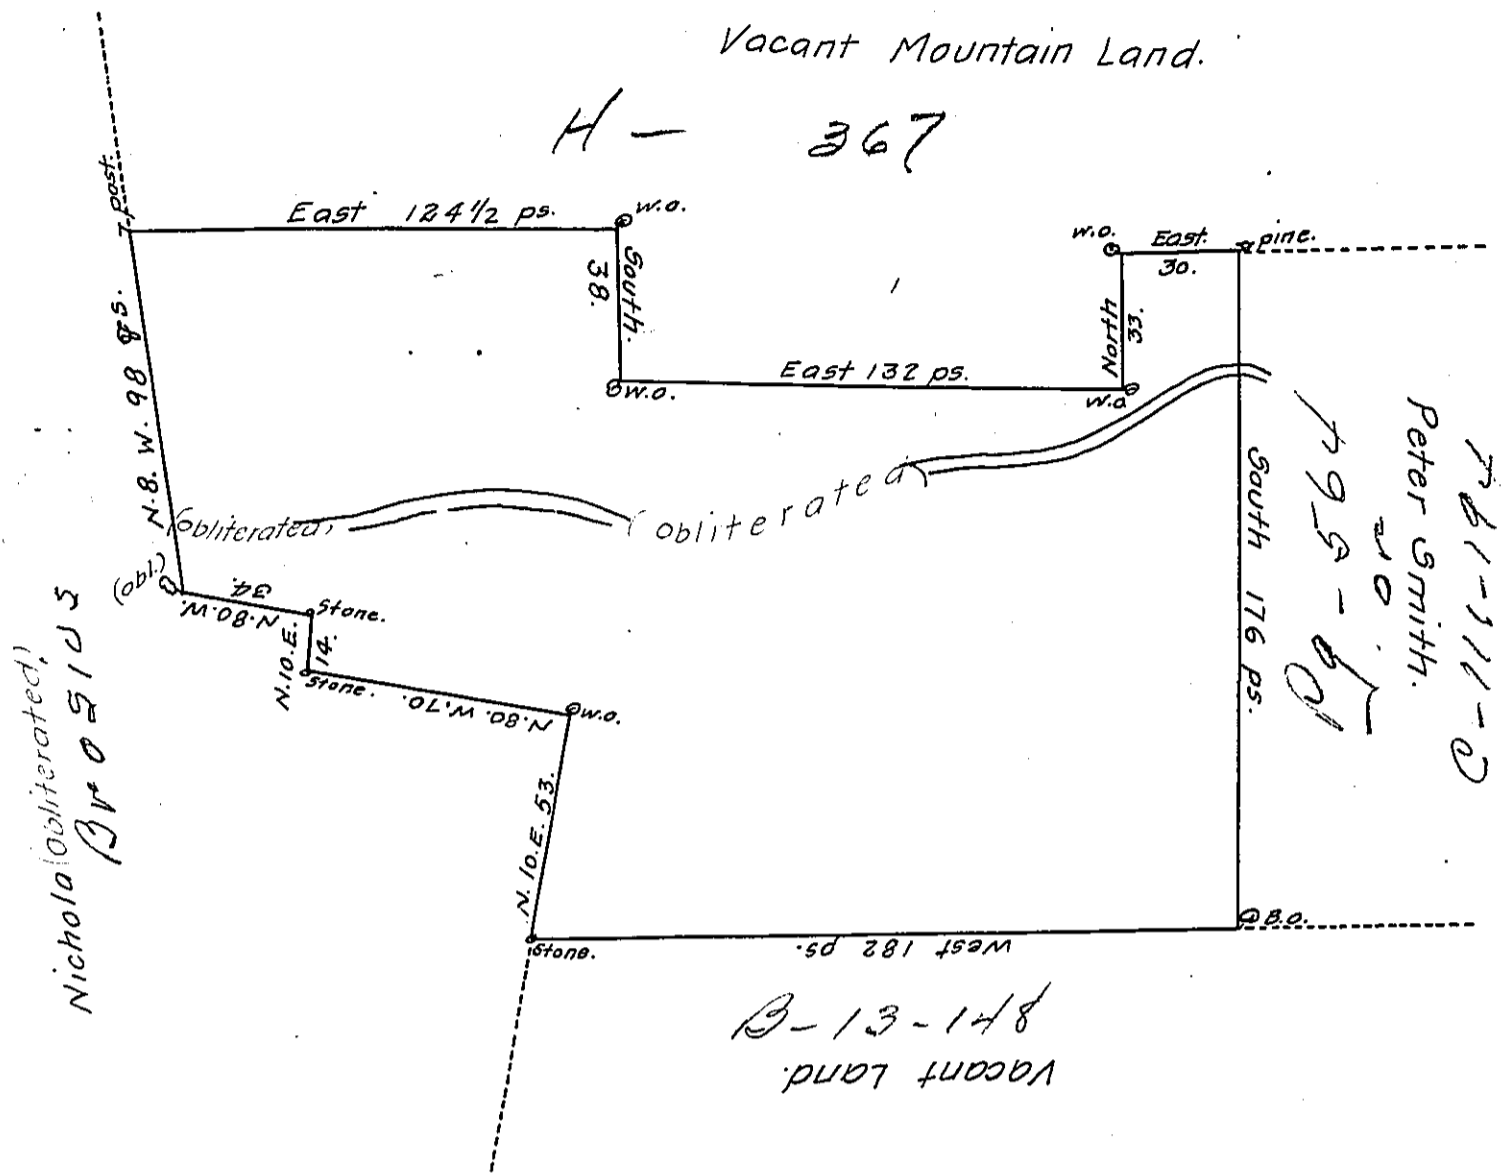 Vacant Mountain Land.
H - 367
post.
East 124 1/2 ps.
w.o.
South.
38.
w.o.
East 132 ps.
w.o.
North
33.
w.o.
East.
30.
pine.
South 176 ps.
Peter Smith.
B.o.
West 182 ps.
B-13-148
Vacant Land.
stone.
N. 10. E. 53.
w.o.
N. 80. W. 70.
stone.
N. 10. E.
14.
stone.
N. 80. W.
34.
N. 8. W. 98 ps.
(obliterated)
(obliterated)
Nichola (obliterated)
Brosius